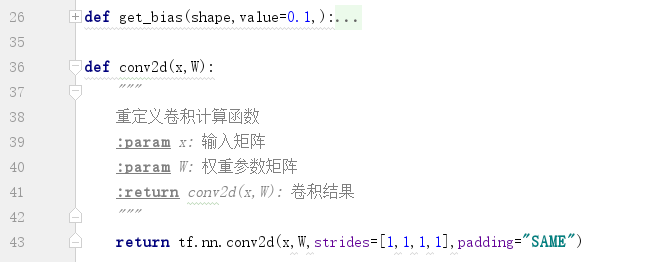 26 def get_bias(shape,value=0.1,):...
35
36 def conv2d(x,W):
37 """
38 重定义卷积计算函数
39 :param x: 输入矩阵
40 :param W: 权重参数矩阵
41 :return conv2d(x,W): 卷积结果
42 """
43 return tf.nn.conv2d(x,W,strides=[1,1,1,1],padding="SAME")